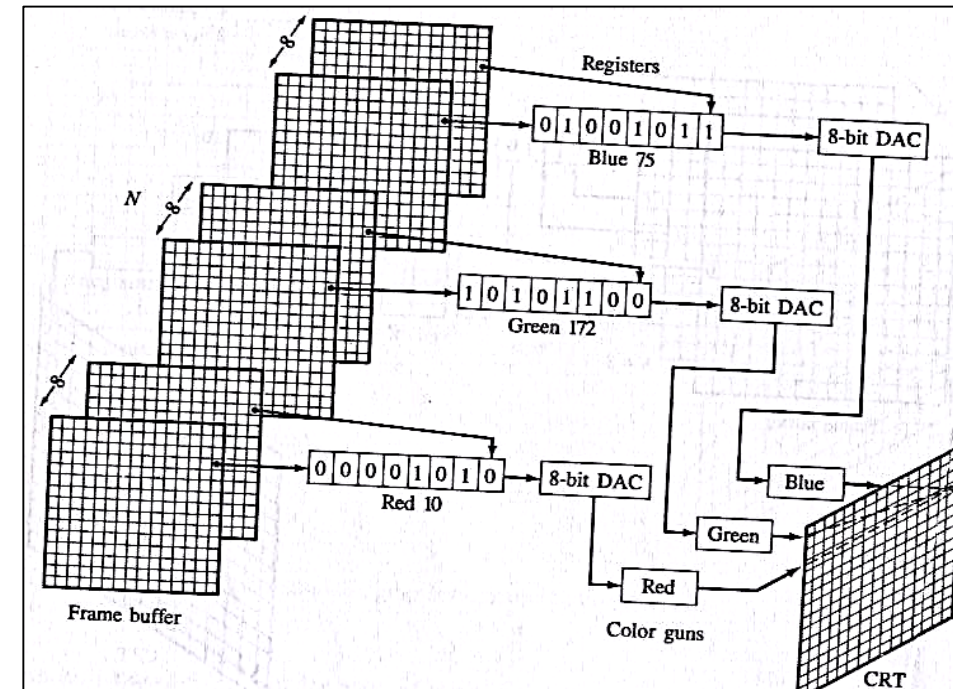 8
Registers
0 1 0 0 1 0 1 1
8-bit DAC
Blue 75
N
8
1 0 1 0 1 1 0 0
8-bit DAC
Green 172
8
0 0 0 0 1 0 1 0
8-bit DAC
Red 10
Blue
Green
Red
Frame buffer
Color guns
CRT